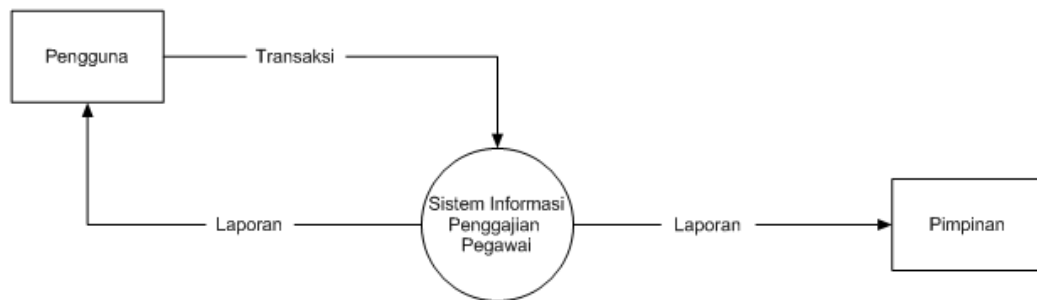 Pengguna
Transaksi
Sistem Informasi
Penggajian
Pegawai
Laporan
Laporan
Pimpinan